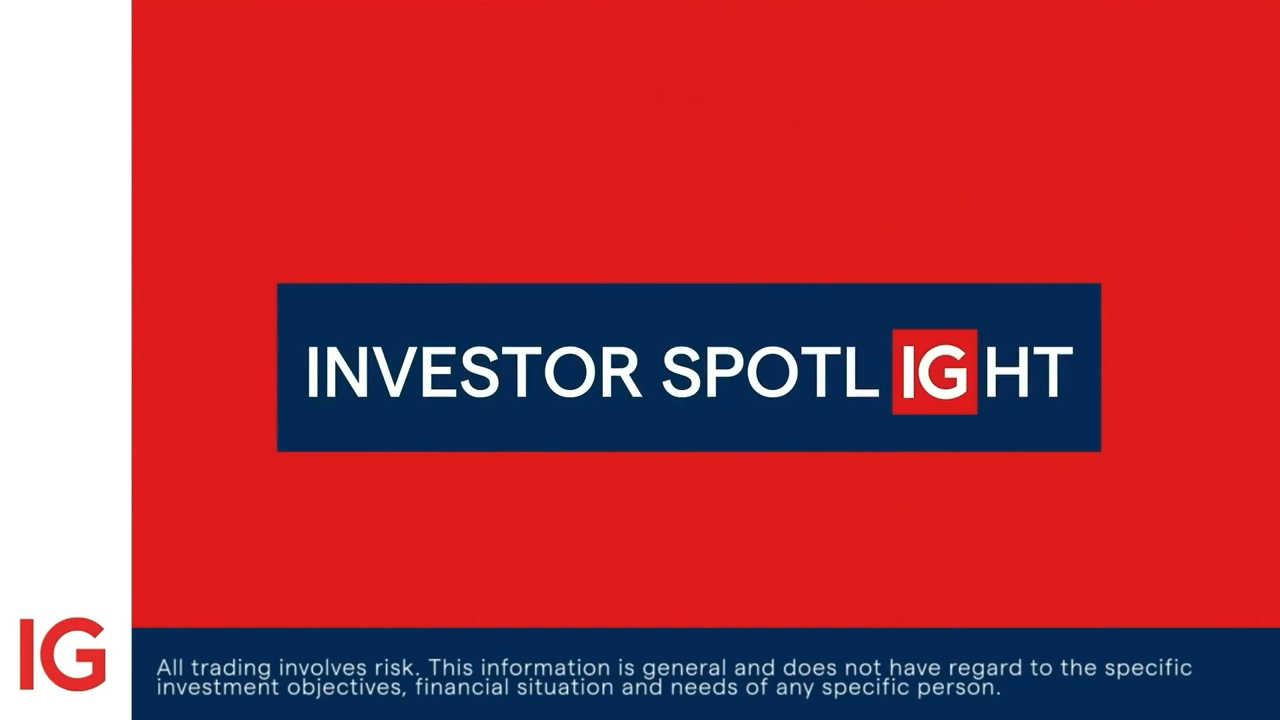 INVESTOR SPOTLIGHT
IG
All trading involves risk. This information is general and does not have regard to the specific
investment objectives, financial situation and needs of any specific person.